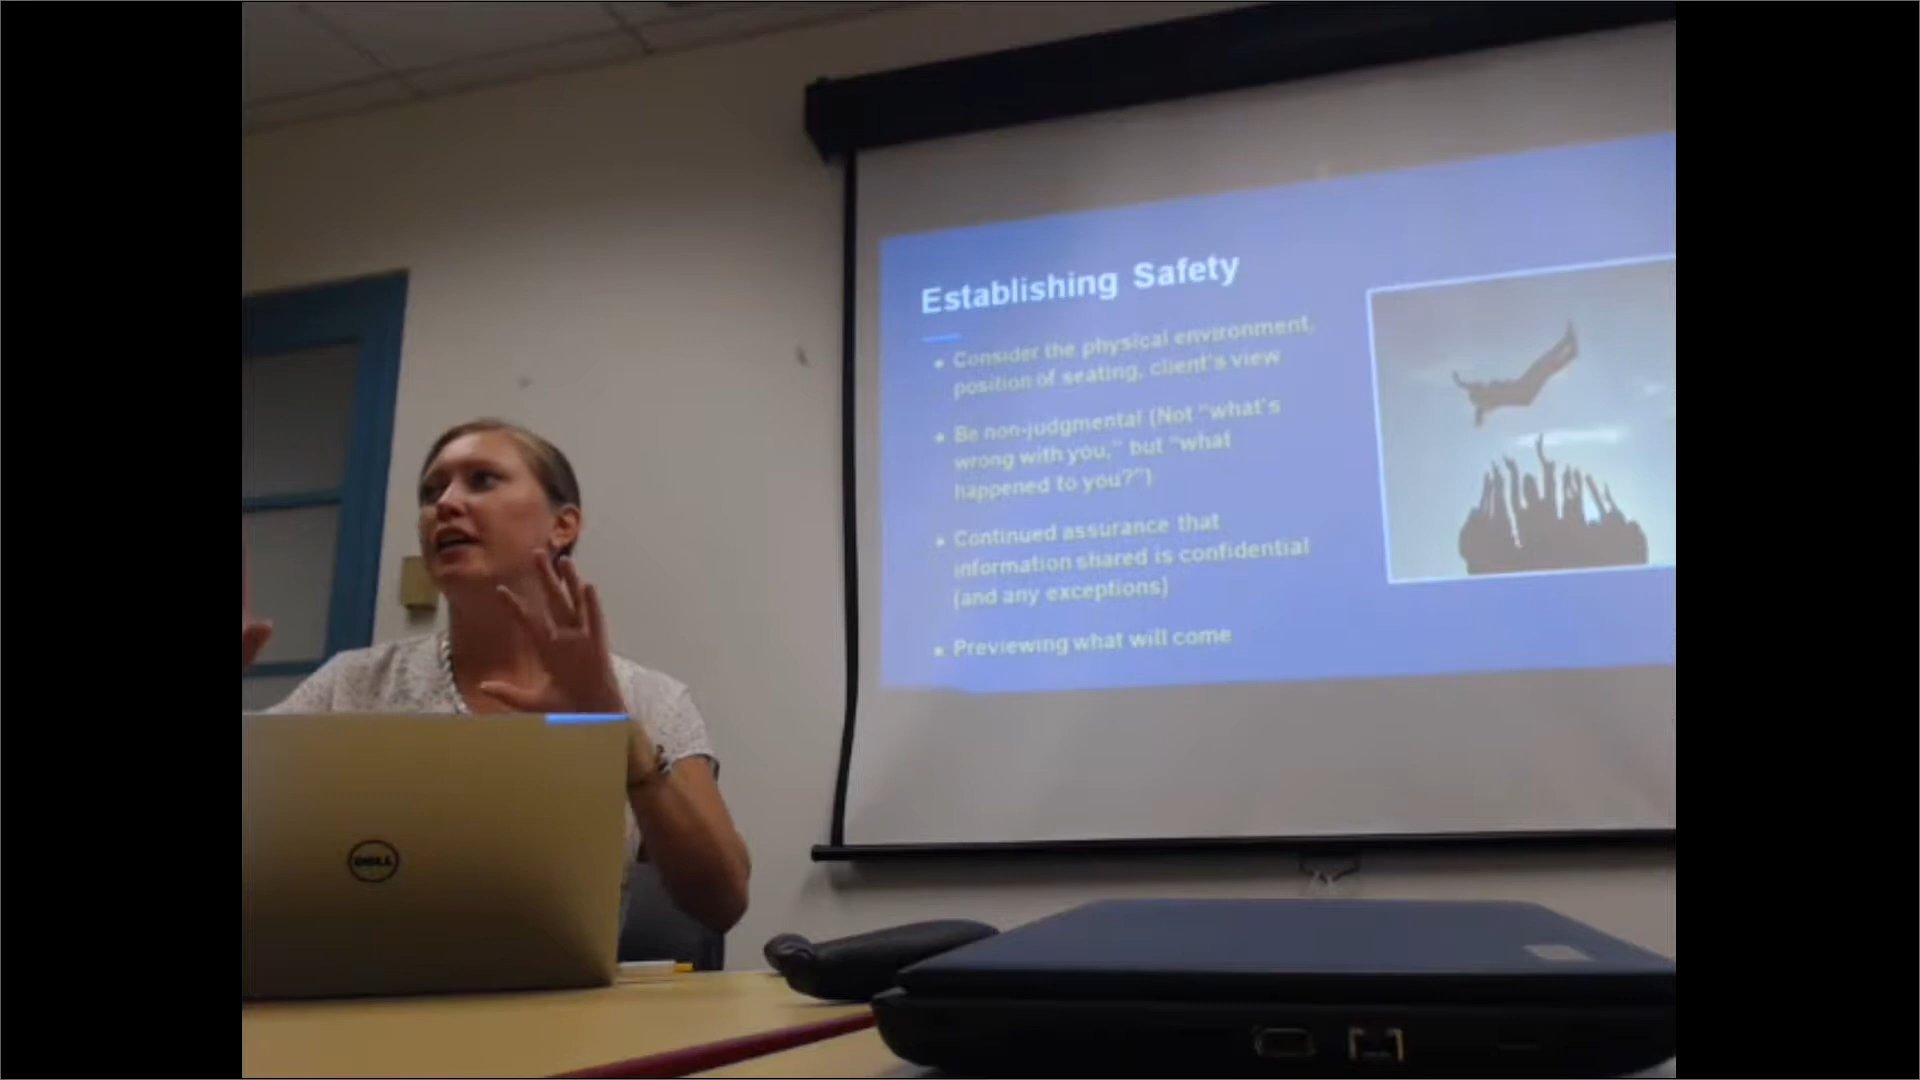 Establishing Safety
• Consider the physical environment,
position of seating, client's view
• Be non-judgmental (Not "what's
wrong with you," but "what
happened to you?")
• Continued assurance that
information shared is confidential
(and any exceptions)
• Previewing what will come
DELL